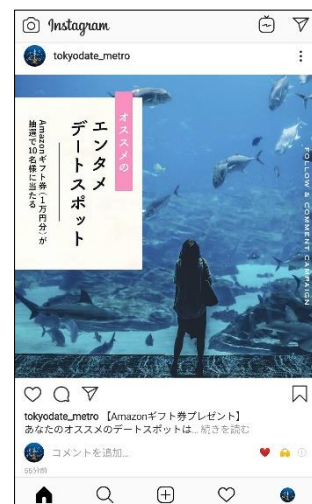 Instagram
tokyodate_metro
オススメの
エンタメ
デートスポット
Amazonギフト券(1万円分)が
抽選で10名様に当たる
FOLLOW & COMMENT CAMPAIGN
tokyodate_metro 【Amazonギフト券プレゼント】
あなたのオススメのデートスポットは... 続きを読む
コメントを追加...